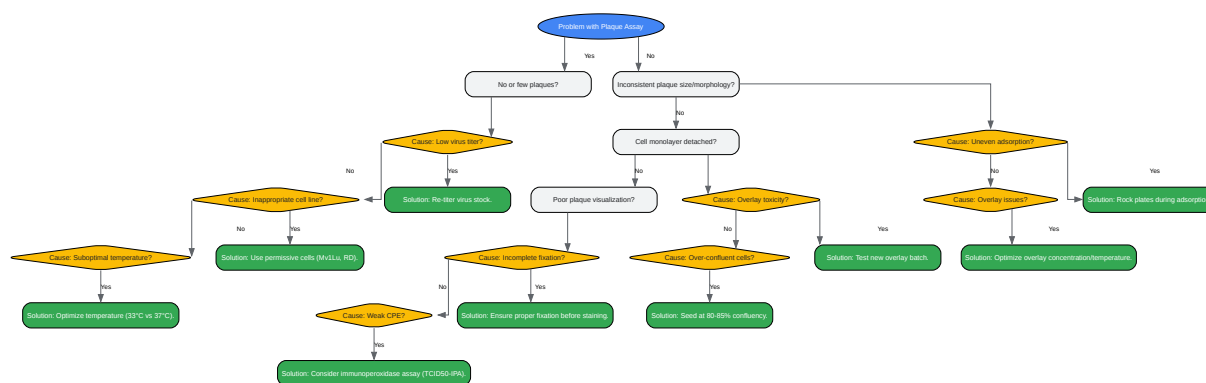 Problem with Plaque Assay
Yes
No
No or few plaques?
Inconsistent plaque size/morphology?
No
Cause: Low virus titer?
Cell monolayer detached?
Cause: Uneven adsorption?
No
Yes
No
No
Yes
Cause: Inappropriate cell line?
Solution: Re-titer virus stock.
Poor plaque visualization?
Cause: Overlay toxicity?
Cause: Overlay issues?
Solution: Rock plates during adsorptio
No
Yes
No
Yes
Yes
Cause: Suboptimal temperature?
Solution: Use permissive cells (Mv1Lu, RD).
Cause: Incomplete fixation?
Cause: Over-confluent cells?
Solution: Test new overlay batch.
Solution: Optimize overlay concentration/temperature.
Yes
No
Yes
Yes
Solution: Optimize temperature (33°C vs 37°C).
Cause: Weak CPE?
Solution: Ensure proper fixation before staining.
Solution: Seed at 80-85% confluency.
Yes
Solution: Consider immunoperoxidase assay (TCID50-IPA).